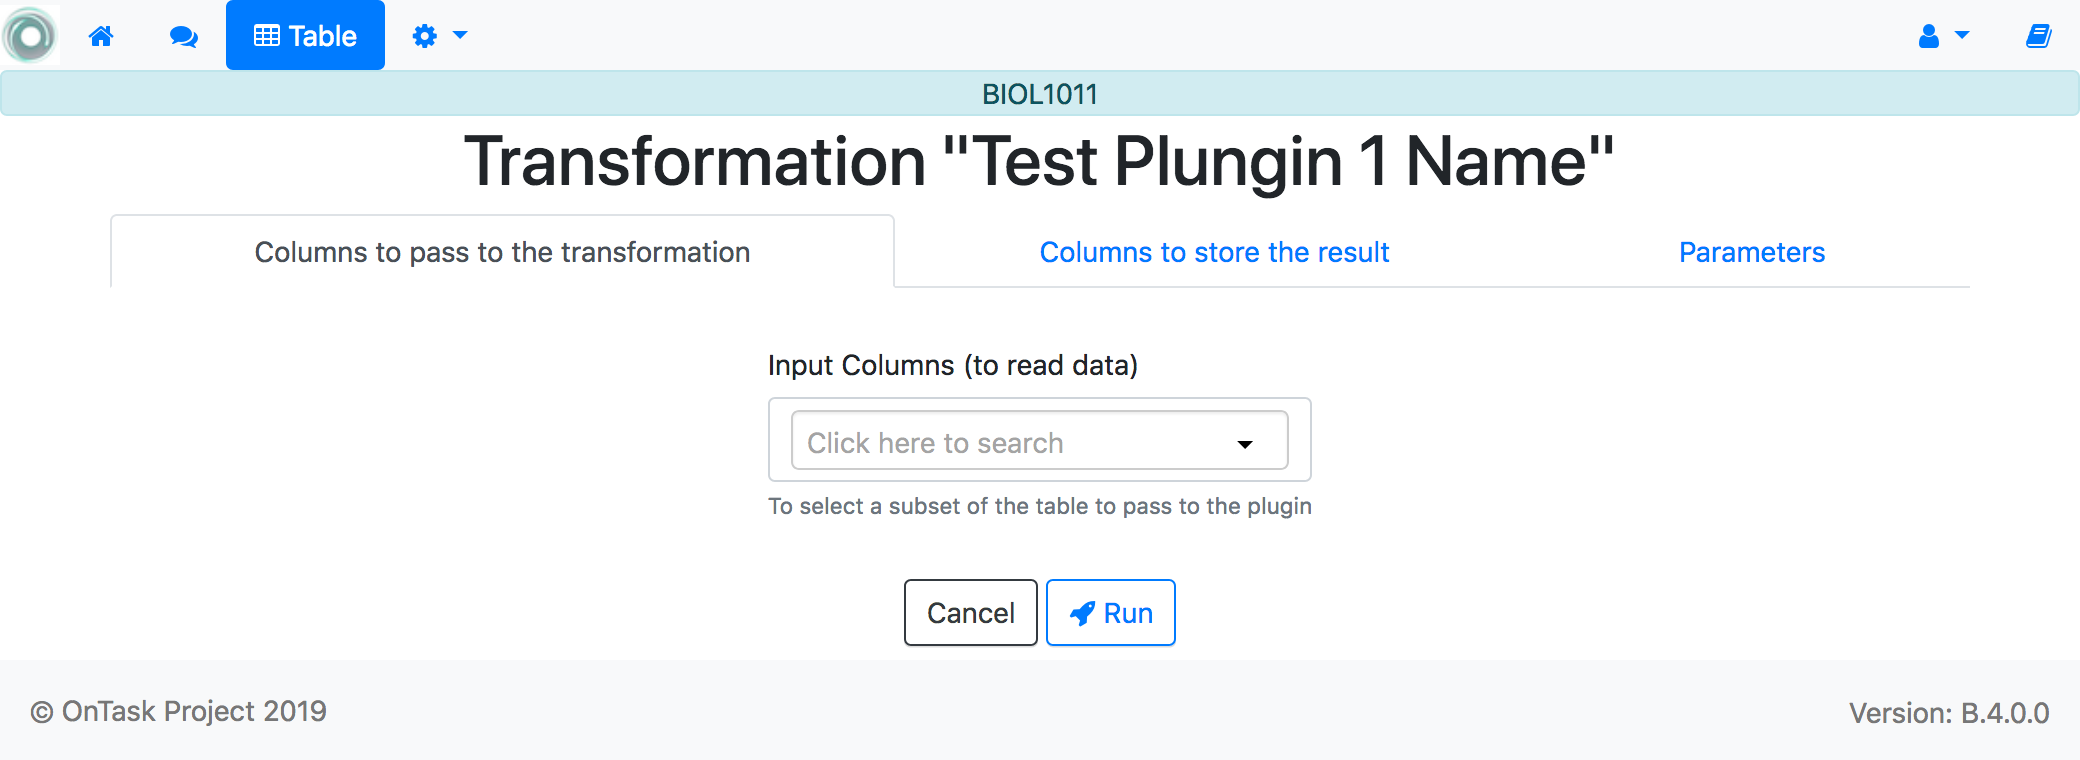 Table
BIOL1011
Transformation "Test Plungin 1 Name"
Columns to pass to the transformation
Columns to store the result
Parameters
Input Columns (to read data)
Click here to search
To select a subset of the table to pass to the plugin
Cancel
Run
© OnTask Project 2019
Version: B.4.0.0